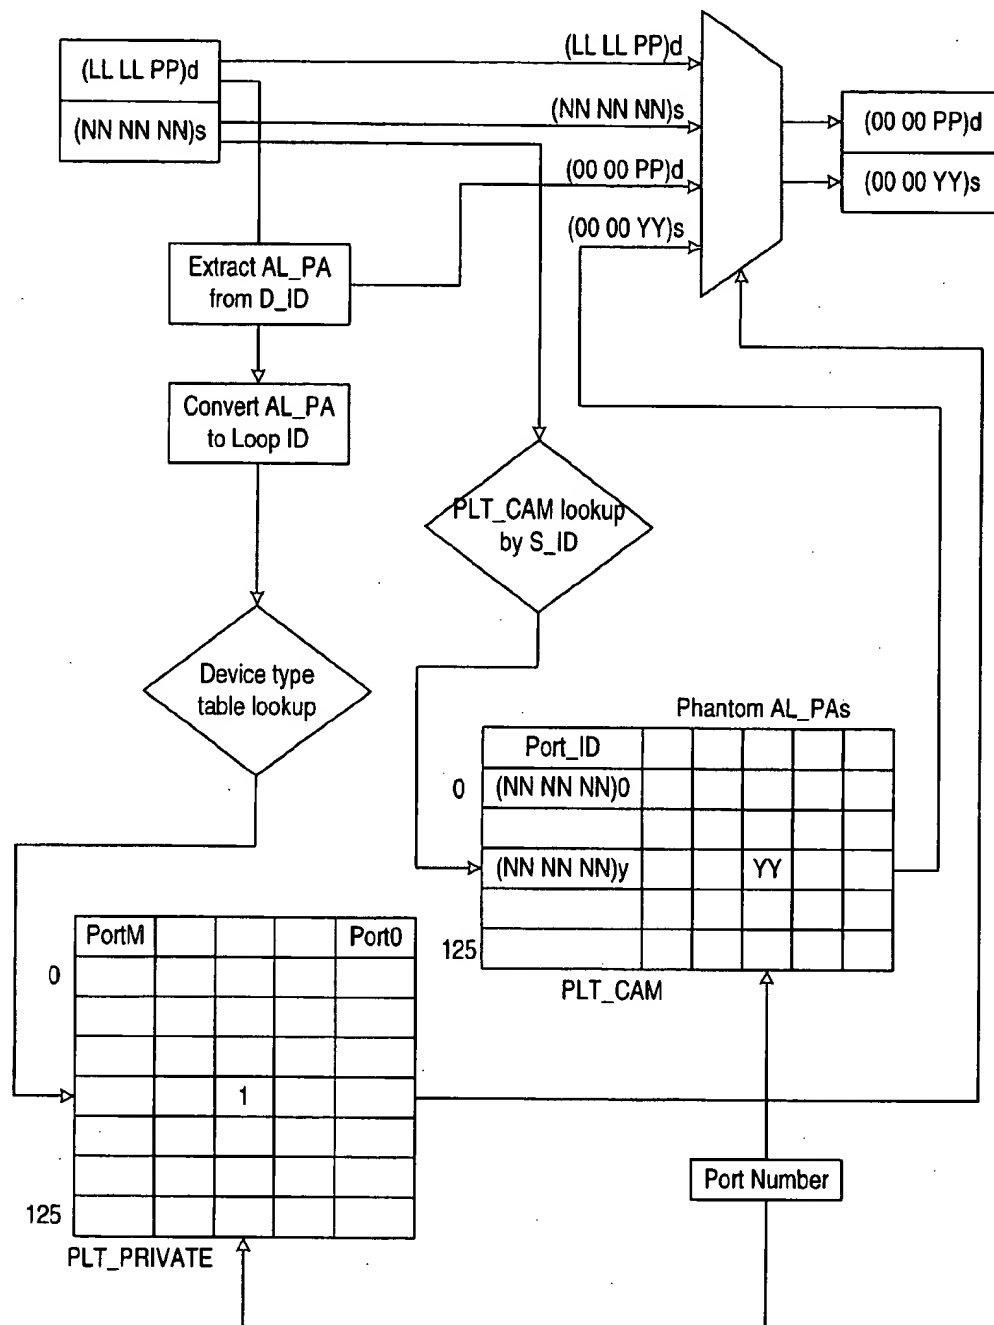 (LL LL PP)d
(NN NN NN)s
(LL LL PP)d
(NN NN NN)s
(00 00 PP)d
(00 00 YY)s
(00 00 PP)d
(00 00 YY)s
Extract AL_PA
from D_ID
Convert AL_PA
to Loop ID
PLT_CAM lookup
by S_ID
Device type
table lookup
Phantom AL_PAs
Port_ID
0 (NN NN NN)0
(NN NN NN)y YY
125
PLT_CAM
PortM Port0
0
1
125
PLT_PRIVATE
Port Number